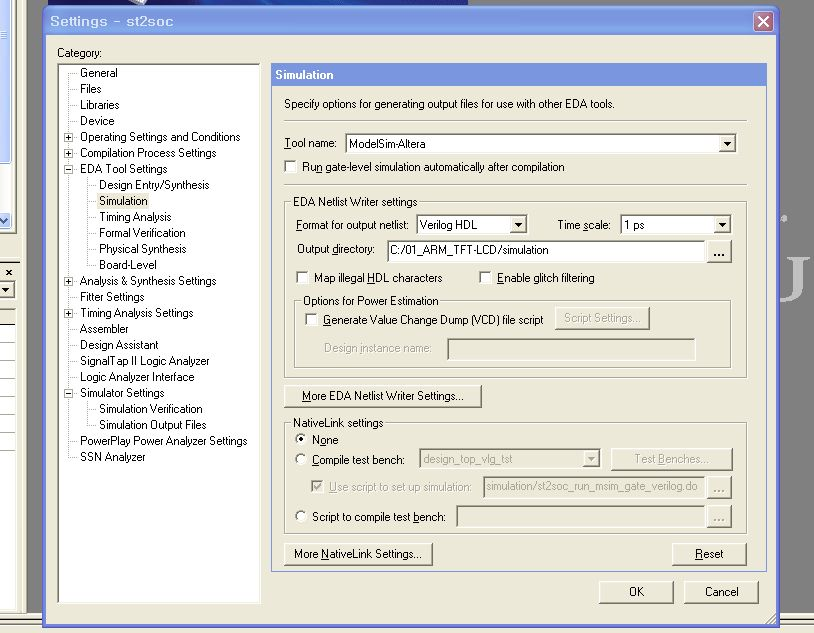 Settings - st2soc
Category:
General
Files
Libraries
Device
Operating Settings and Conditions
Compilation Process Settings
EDA Tool Settings
Design Entry/Synthesis
Simulation
Timing Analysis
Formal Verification
Physical Synthesis
Board-Level
Analysis & Synthesis Settings
Fitter Settings
Timing Analysis Settings
Assembler
Design Assistant
SignalTap II Logic Analyzer
Logic Analyzer Interface
Simulator Settings
Simulation Verification
Simulation Output Files
PowerPlay Power Analyzer Settings
SSN Analyzer
Simulation
Specify options for generating output files for use with other EDA tools.
Tool name: ModelSim-Altera
Run gate-level simulation automatically after compilation
EDA Netlist Writer settings
Format for output netlist: Verilog HDL Time scale: 1 ps
Output directory: C:/01_ARM_TFT-LCD/simulation ...
Map illegal HDL characters Enable glitch filtering
Options for Power Estimation
Generate Value Change Dump (VCD) file script Script Settings...
Design instance name:
More EDA Netlist Writer Settings...
NativeLink settings
None
Compile test bench: design_top_vlg_tst Test Benches...
Use script to set up simulation: simulation/st2soc_run_msim_gate_verilog.do ...
Script to compile test bench: ...
More NativeLink Settings... Reset
OK Cancel
J